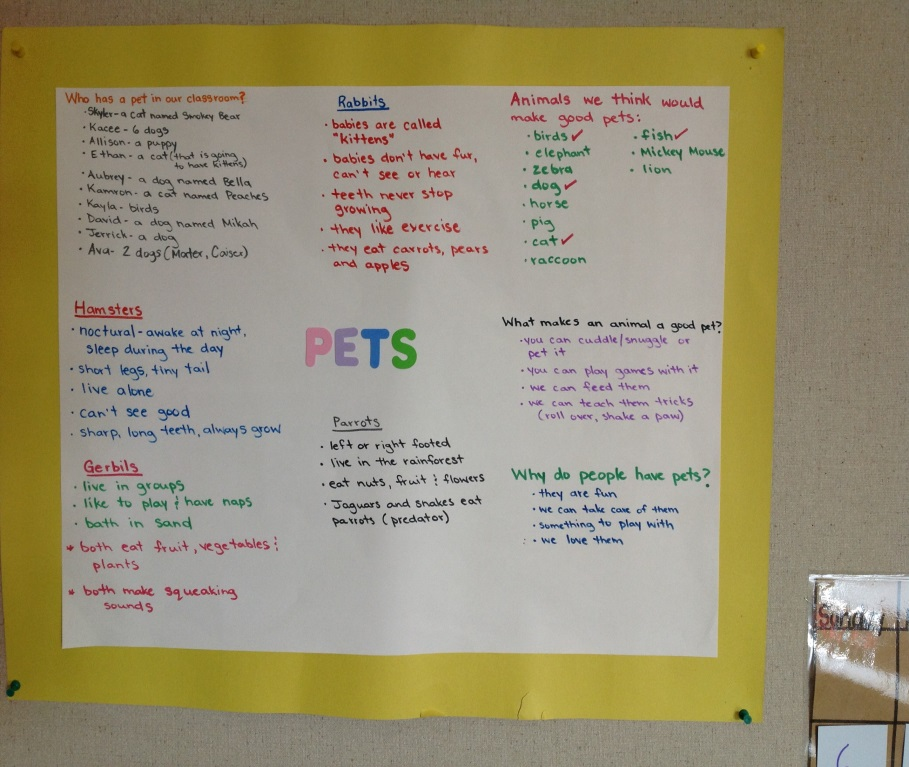 Who has a pet in our classroom?
· Skyler - a cat named Smokey Bear
· Kacee - 6 dogs
· Allison - a puppy
· Ethan - a cat (that is going
to have kittens)
· Aubrey - a dog named Bella
· Kamron - a cat named Peaches
· Kayla - birds
· David - a dog named Mikah
· Jerrick - a dog
· Ava - 2 dogs (Mater, Caiser)
Hamsters
· noctural - awake at night,
sleep during the day
· short legs, tiny tail
· live alone
· can't see good
· sharp, long teeth, always grow
Gerbils
· live in groups
· like to play & have naps
· bath in sand
* both eat fruit, vegetables &
plants
* both make squeaking
sounds
Rabbits
· babies are called
"kittens"
· babies don't have fur,
can't see or hear
· teeth never stop
growing
· they like exercise
· they eat carrots, pears
and apples
PETS
Parrots
· left or right footed
· live in the rainforest
· eat nuts, fruit & flowers
· Jaguars and snakes eat
parrots (predator)
Animals we think would
make good pets:
· birds ✓
· elephant
· zebra
· dog ✓
· horse
· pig
· cat ✓
· raccoon
· fish ✓
· Mickey Mouse
· lion
What makes an animal a good pet?
· you can cuddle/snuggle or
pet it
· you can play games with it
· we can feed them
· we can teach them tricks
(roll over, shake a paw)
Why do people have pets?
· they are fun
· we can take care of them
· something to play with
· we love them
Sunday